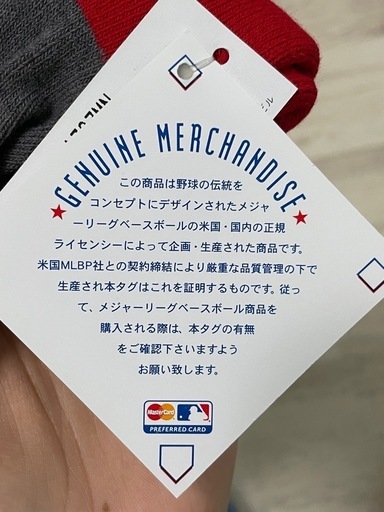 GENUINE MERCHANDISE
この商品は野球の伝統を
コンセプトにデザインされたメジャ
ーリーグベースボールの米国・国内の正規
ライセンシーによって企画・生産された商品です。
米国MLBP社との契約締結により厳重な品質管理の下で
生産され本タグはこれを証明するものです。従っ
て、メジャーリーグベースボール商品を
購入される際は、本タグの有無
をご確認下さいますよう
お願い致します。
MasterCard
PREFERRED CARD